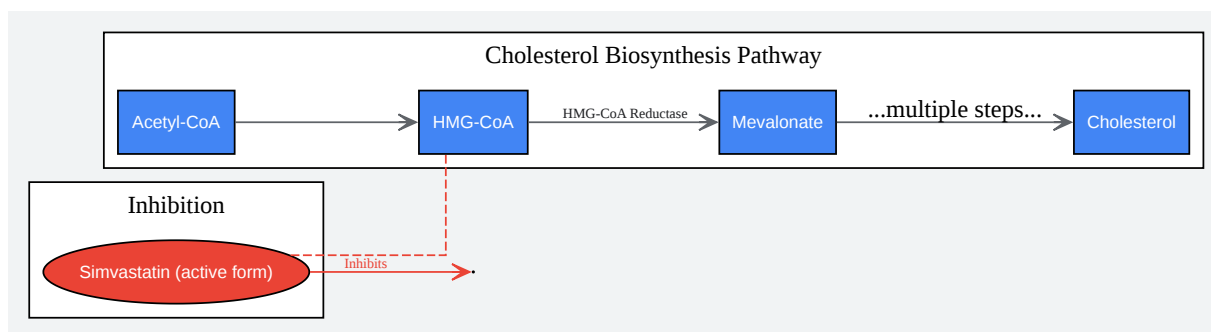 Cholesterol Biosynthesis Pathway
Acetyl-CoA
HMG-CoA
HMG-CoA Reductase
Mevalonate
...multiple steps...
Cholesterol
Inhibition
Simvastatin (active form)
Inhibits